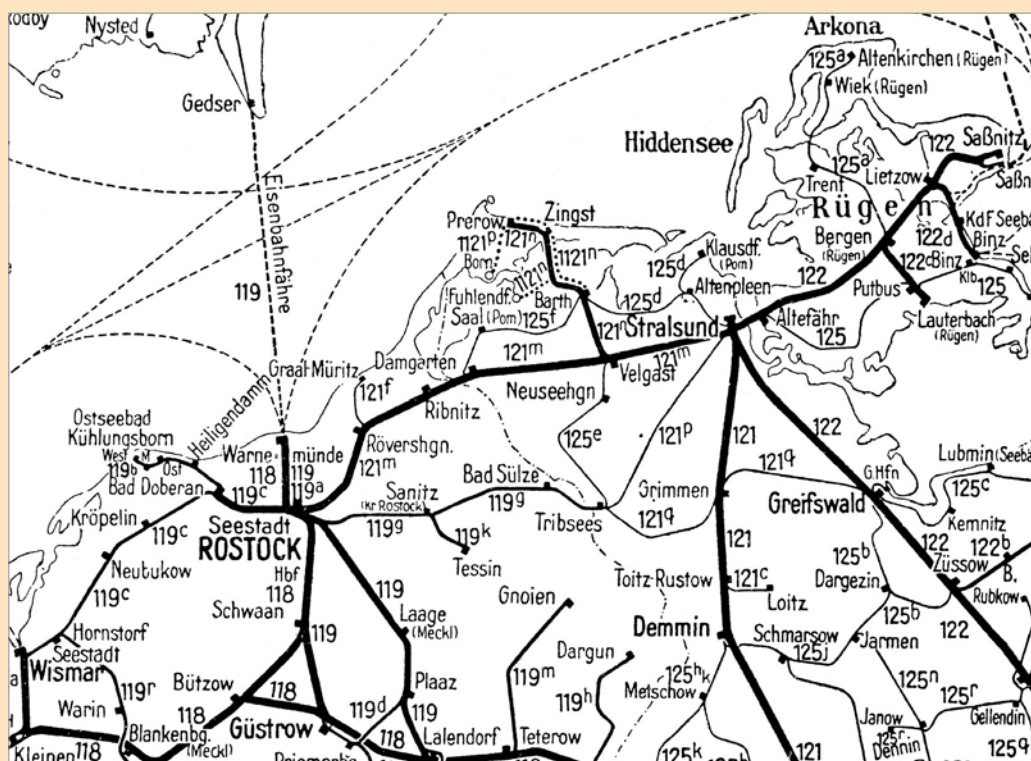 Nysted
Gedser
Eisenbahnfähre
119
Arkona
125ᵃ
Altenkirchen (Rügen)
Wiek (Rügen)
Hiddensee
122
Saßnitz
125ᵃ
Trent
Lietzow
Rügen
KdF Seebä
Binz
122d
Bergen
(Rügen)
122ᵈ
Binz
Putbus
125
Lauterbach
(Rügen)
122
Altefähr
125
Prerow
Zingst
121ⁿ
1121ᵖ
Born
1121ⁿ
1121ⁿ
Fuhlendf.
Barth
Saal (Pom)
125ᶠ
Klausdf.
(Pom)
125ᵈ
Altenpleen
125ᵈ
Stralsund
121ⁿ
121ᵐ
121ᵐ
Velgast
Neuseehgn
Damgarten
Graal-Müritz
121ᶠ
Ribnitz
Rövershgn.
121ᵐ
Heiligendamm
Ostseebad
Kühlungsborn
West
M
Ost
119ᵇ
Bad Doberan
119ᶜ
Warne
münde
118
119
119ᵃ
Kröpelin
119ᶜ
Seestadt
ROSTOCK
Hbf
118
Neubukow
119ᶜ
Schwaan
119
Hornstorf
Seestadt
Wismar
119ʳ
Warin
Bützow
118
118
Blankenbg.
(Meckl)
Kleinen
118
Güstrow
119ᵈ
118
Sanitz
(Kr Rostock)
119ᵍ
Bad Sülze
119ᵍ
119ᵏ
Tessin
Tribsees
119
Laage
(Meckl)
Plaaz
119
Lalendorf
Teterow
Gnoien
119ᵐ
Dargun
119ʰ
125ᵉ
121ᵖ
121
122
121q
Grimmen
121q
121
Toitz-Rustow
121ᶜ
Loitz
Demmin
125ʰ
k
Metschow
125ᵏ
121
Greifswald
G.Hfn
Lubmin (Seebä
125ᶜ
Kemnitz
122
122ᵇ
Züssow
B.
Rubkow
122
125ᵇ
Dargezin
125ᵇ
Schmarsow
125j
Jarmen
125ⁿ
125ʳ
Janow
125ʳ
Dennin
Gellendin
125q